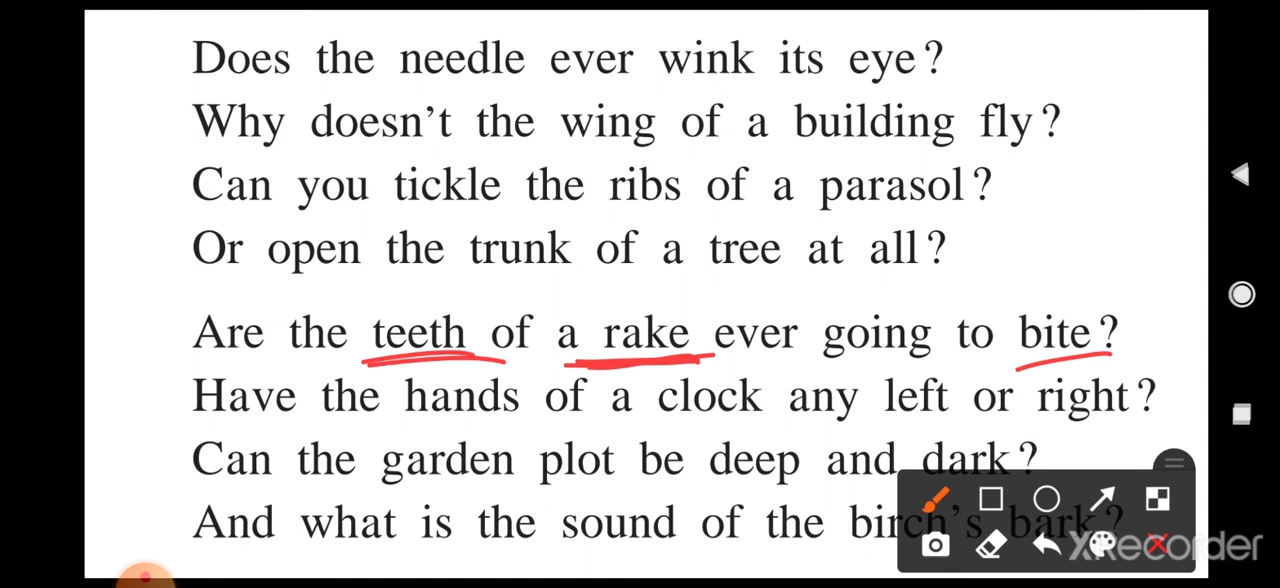 Does the needle ever wink its eye?
Why doesn't the wing of a building fly?
Can you tickle the ribs of a parasol?
Or open the trunk of a tree at all?
Are the teeth of a rake ever going to bite?
Have the hands of a clock any left or right?
Can the garden plot be deep and dark?
And what is the sound of the birch's bark?
XRecorder